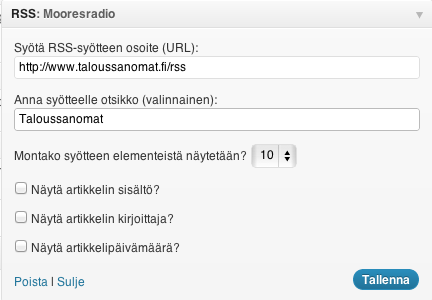 RSS: Mooresradio
Syötä RSS-syötteen osoite (URL):
http://www.taloussanomat.fi/rss
Anna syötteelle otsikko (valinnainen):
Taloussanomat
Montako syötteen elementeistä näytetään? 10
Näytä artikkelin sisältö?
Näytä artikkelin kirjoittaja?
Näytä artikkelipäivämäärä?
Poista | Sulje Tallenna